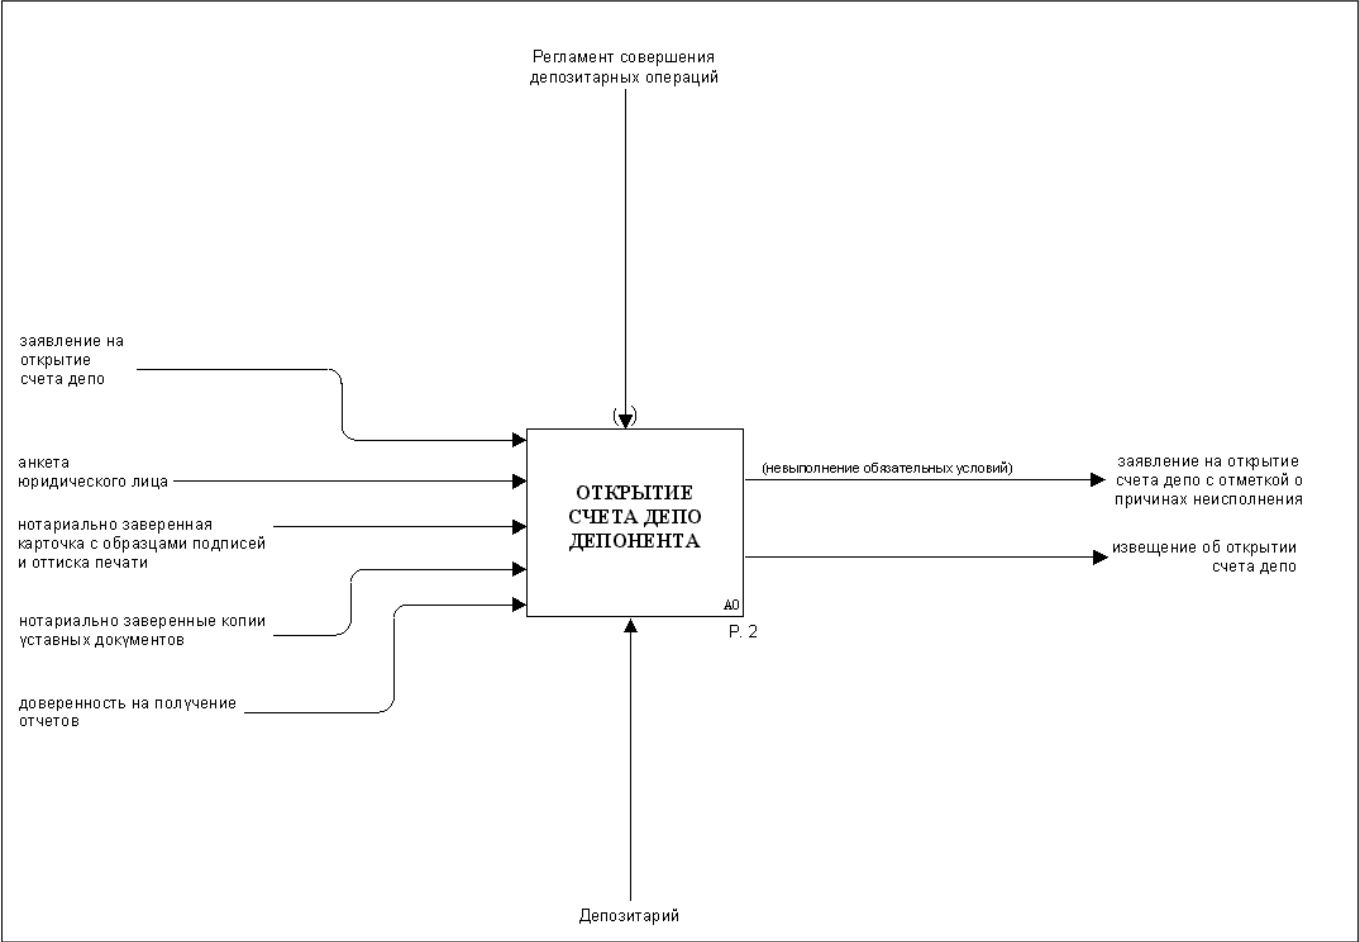 Регламент совершения
депозитарных операций
заявление на
открытие
счета депо
анкета
юридического лица
нотариально заверенная
карточка с образцами подписей
и оттиска печати
нотариально заверенные копии
уставных документов
доверенность на получение
отчетов
ОТКРЫТИЕ
СЧЕТА ДЕПО
ДЕПОНЕНТА
A0
P. 2
(невыполнение обязательных условий)
заявление на открытие
счета депо с отметкой о
причинах неисполнения
извещение об открытии
счета депо
Депозитарий